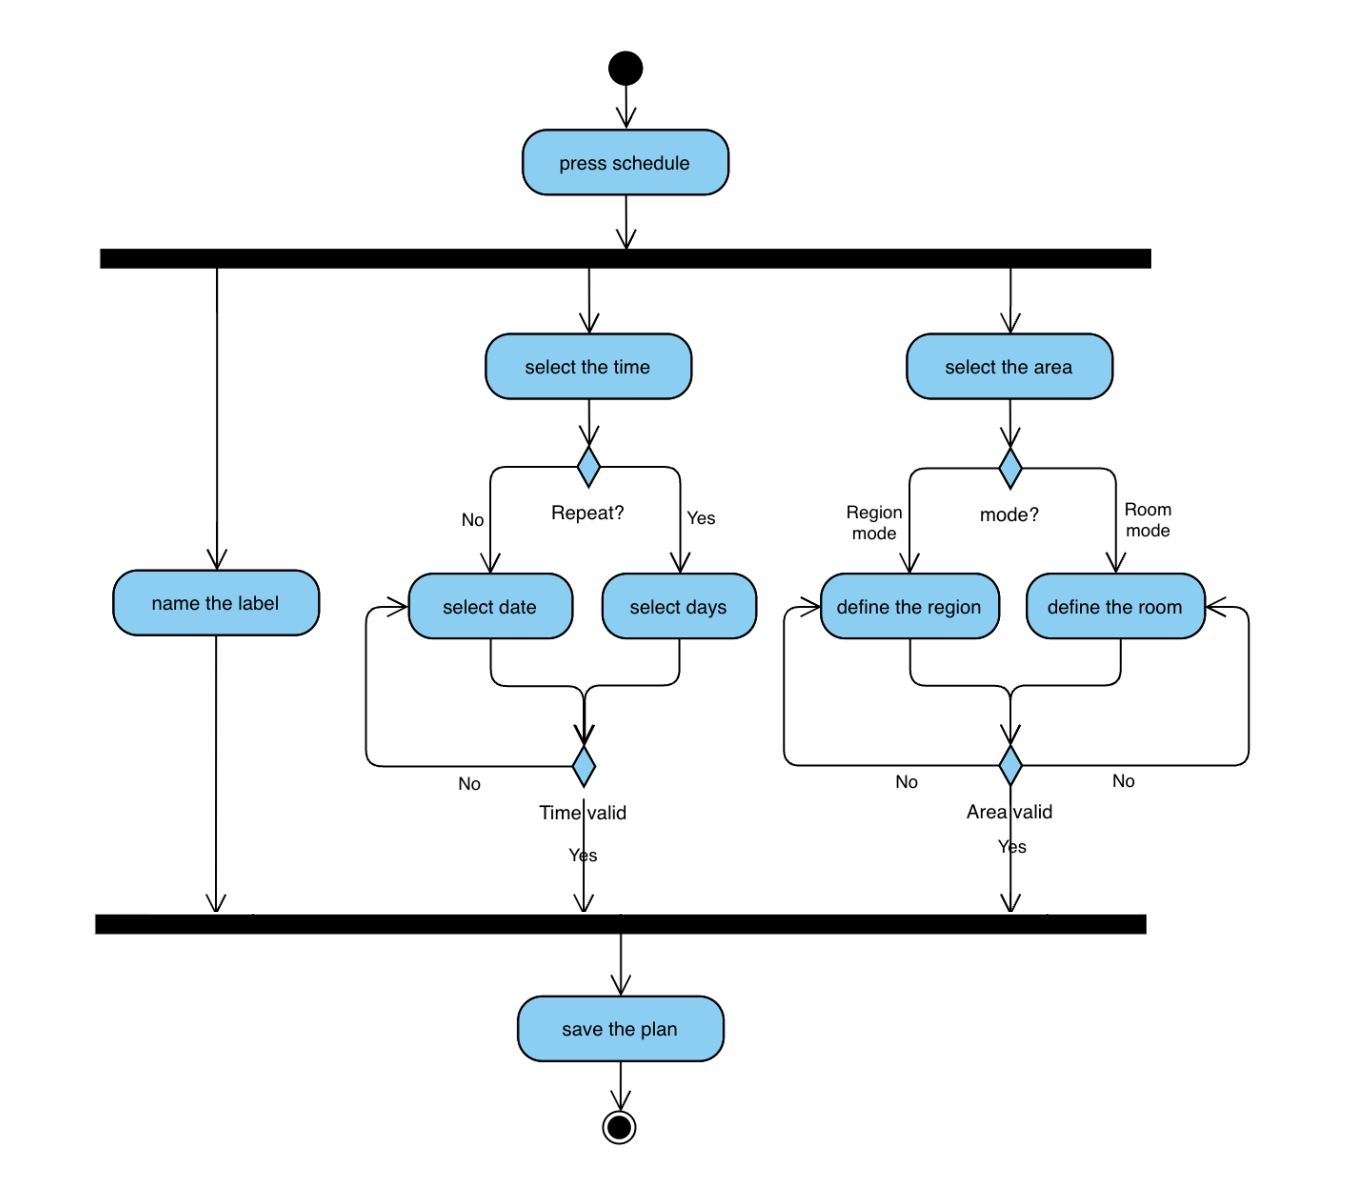 press schedule
select the time
select the area
Repeat?
No
Yes
mode?
Region
mode
Room
mode
name the label
select date
select days
define the region
define the room
No
Time valid
Yes
No
No
Area valid
Yes
save the plan